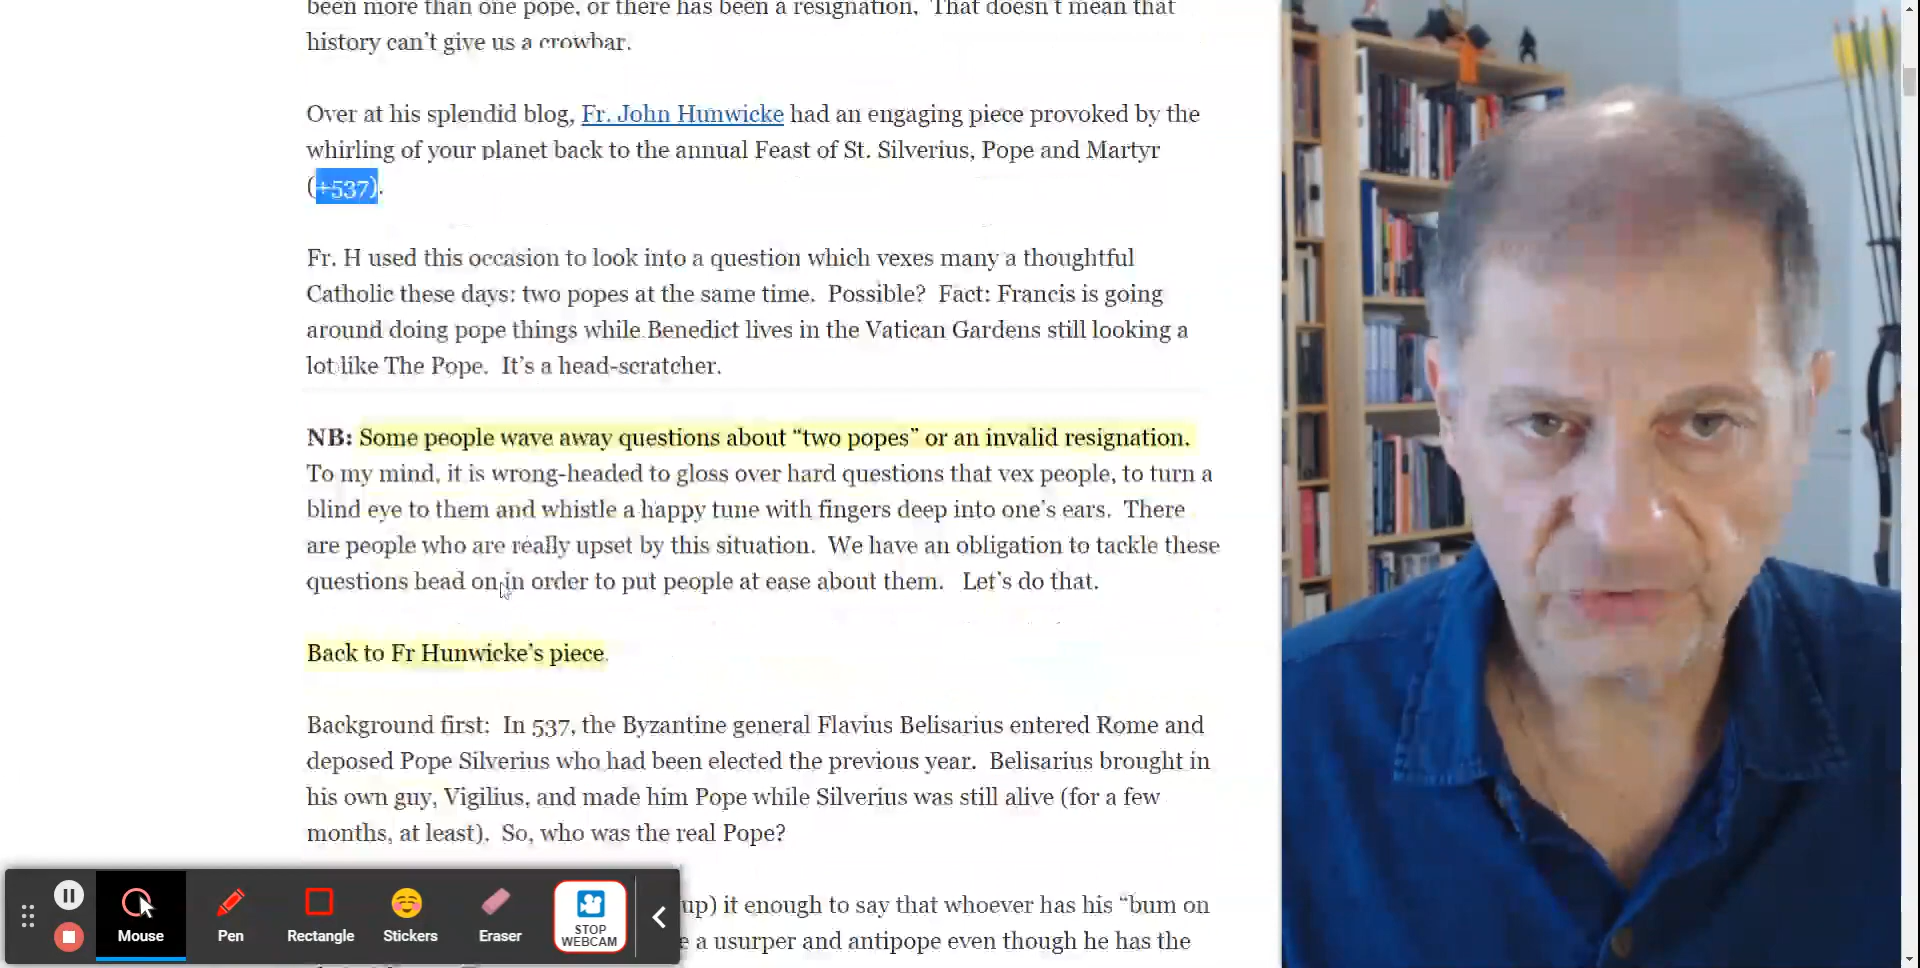 been more than one pope, or there has been a resignation,  That doesn't mean that
history can't give us a crowbar.
Over at his splendid blog, Fr. John Hunwicke had an engaging piece provoked by the
whirling of your planet back to the annual Feast of St. Silverius, Pope and Martyr
(+537).
Fr. H used this occasion to look into a question which vexes many a thoughtful
Catholic these days: two popes at the same time.  Possible?  Fact: Francis is going
around doing pope things while Benedict lives in the Vatican Gardens still looking a
lot like The Pope.  It's a head-scratcher.
NB: Some people wave away questions about “two popes” or an invalid resignation.
To my mind, it is wrong-headed to gloss over hard questions that vex people, to turn a
blind eye to them and whistle a happy tune with fingers deep into one's ears.  There
are people who are really upset by this situation.  We have an obligation to tackle these
questions head on in order to put people at ease about them.   Let's do that.
Back to Fr Hunwicke's piece.
Background first:  In 537, the Byzantine general Flavius Belisarius entered Rome and
deposed Pope Silverius who had been elected the previous year.  Belisarius brought in
his own guy, Vigilius, and made him Pope while Silverius was still alive (for a few
months, at least).  So, who was the real Pope?
up) it enough to say that whoever has his “bum on
a usurper and antipope even though he has the
Mouse
Pen
Rectangle
Stickers
Eraser
STOP
WEBCAM